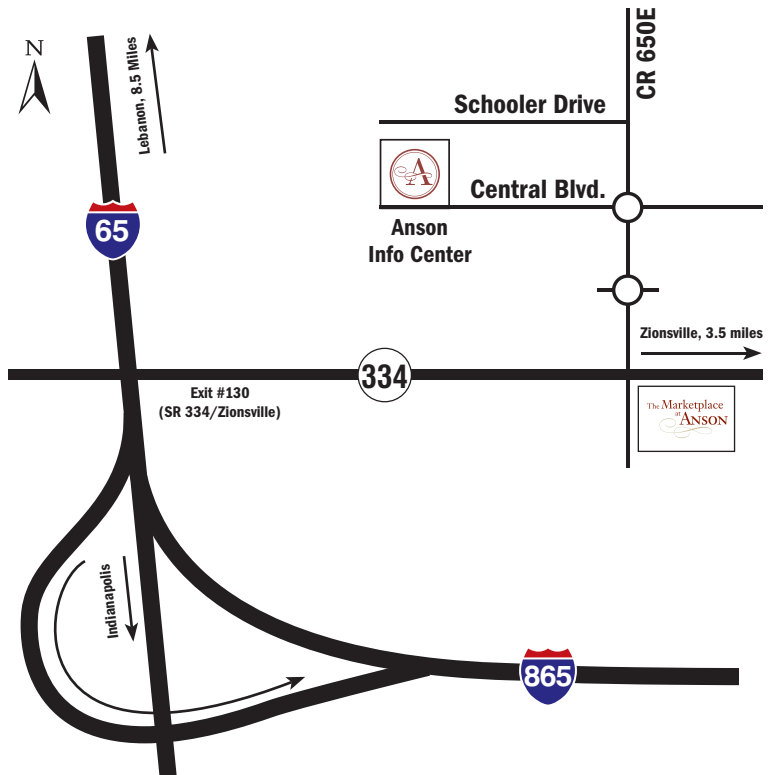 N
Lebanon, 8.5 Miles
CR 650E
Schooler Drive
A
Central Blvd.
65
Anson
Info Center
Zionsville, 3.5 miles
334
Exit #130
(SR 334/Zionsville)
The Marketplace
at ANSON
Indianapolis
865